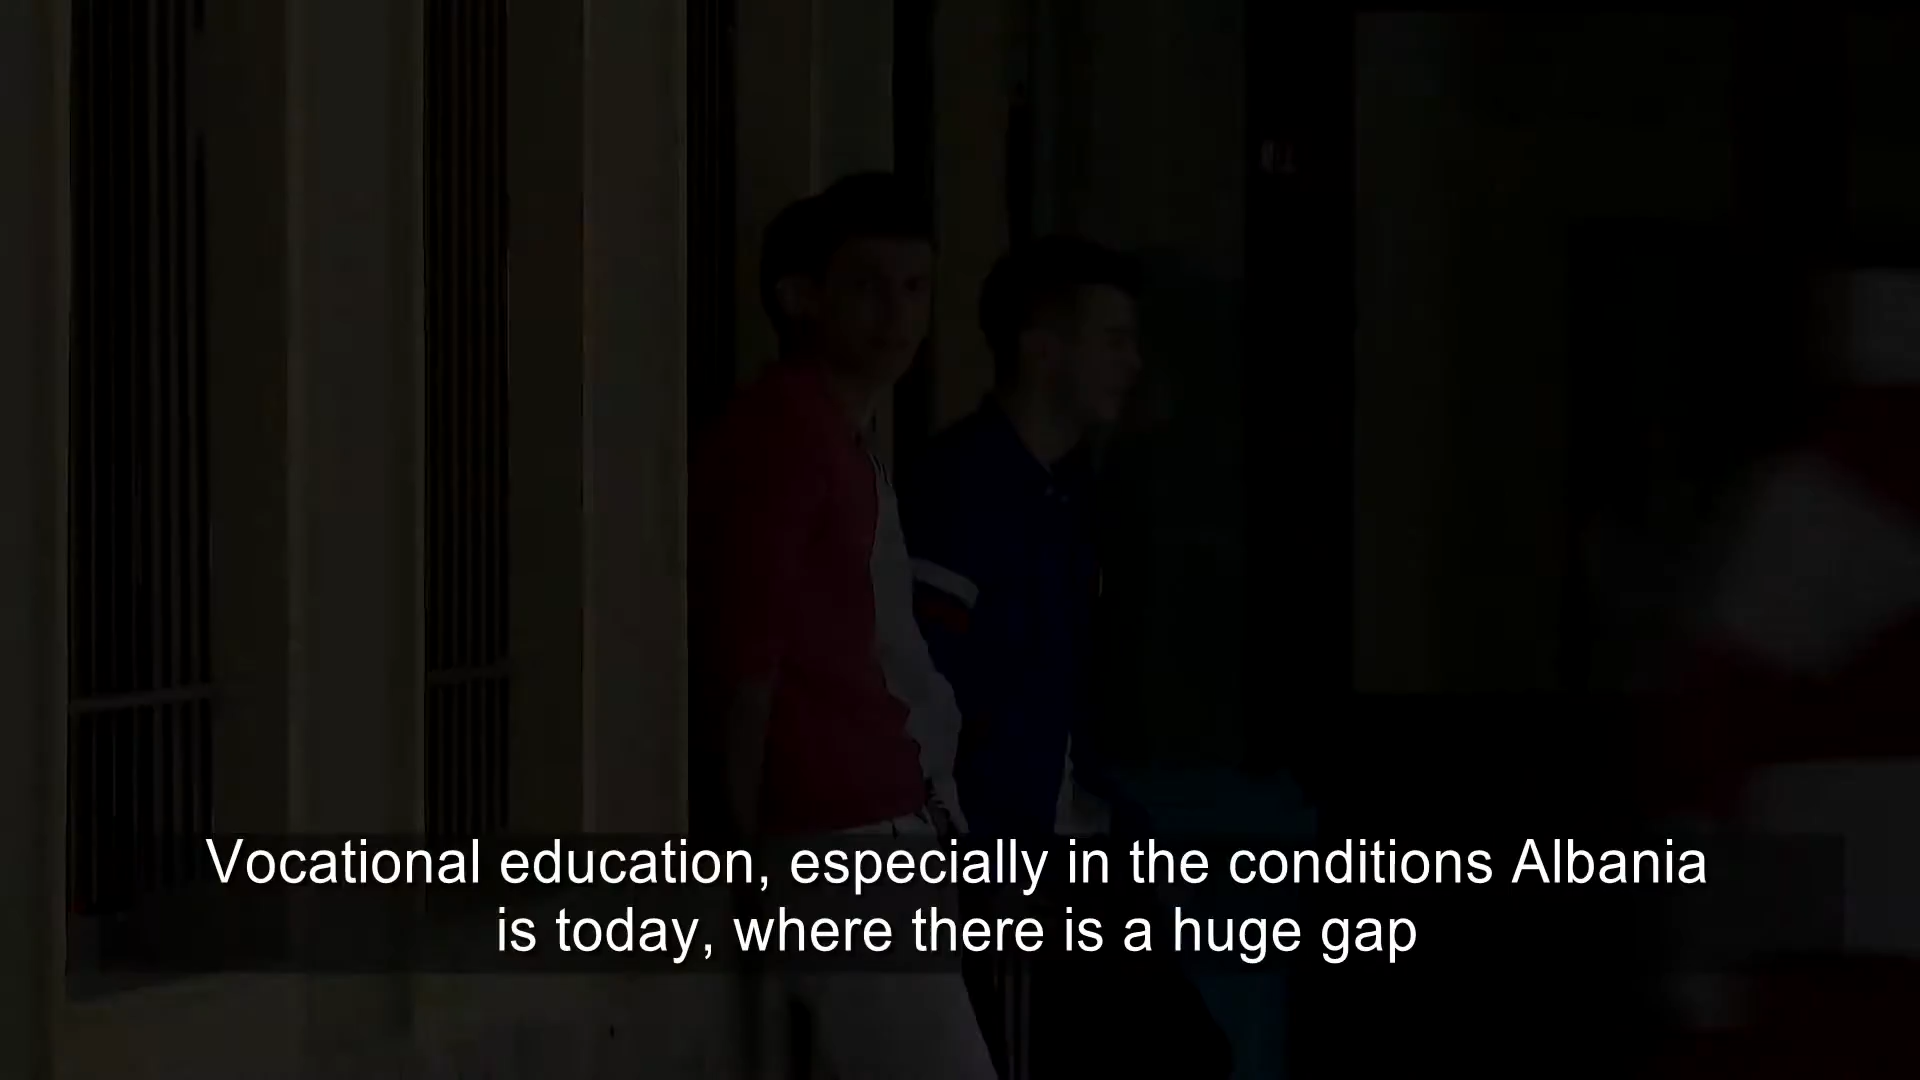 Vocational education, especially in the conditions Albania
is today, where there is a huge gap